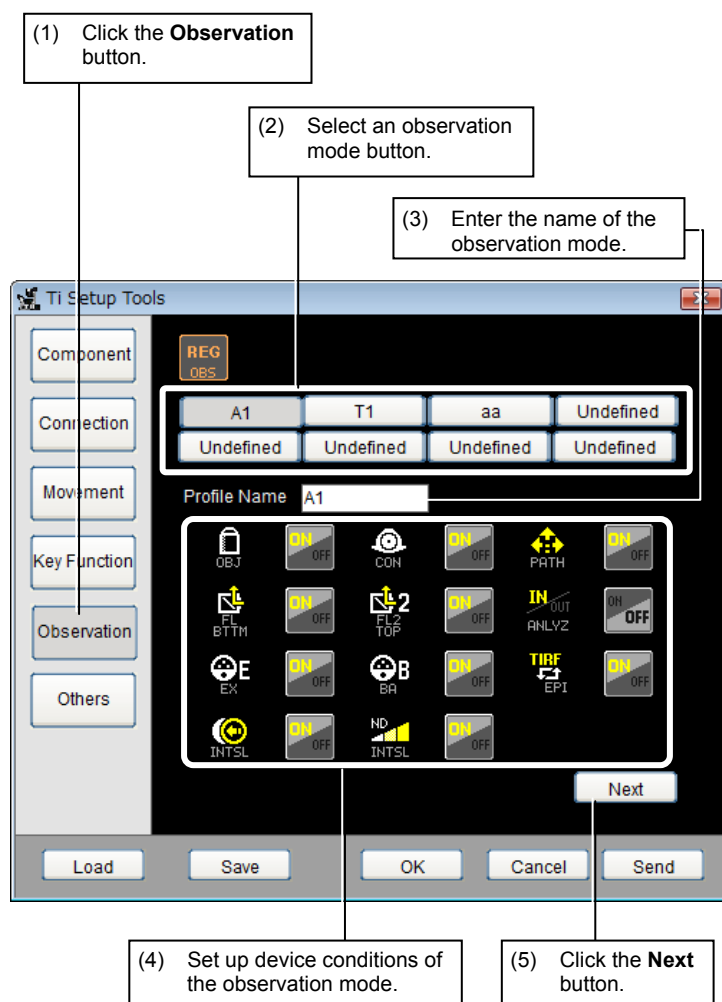 (1) Click the Observation
button.
(2) Select an observation
mode button.
(3) Enter the name of the
observation mode.
Ti Setup Tools
Component
Connection
Movement
Key Function
Observation
Others
REG
OBS
A1 T1 aa Undefined
Undefined Undefined Undefined Undefined
Profile Name A1
OBJ ON OFF CON ON OFF PATH ON OFF
FL BTTM ON OFF 2 FL2 TOP ON OFF IN OUT ANLYZ ON OFF
E EX ON OFF B BA ON OFF TIRF EPI ON OFF
INTSL ON OFF ND INTSL ON OFF
Next
Load Save OK Cancel Send
(4) Set up device conditions of
the observation mode.
(5) Click the Next
button.